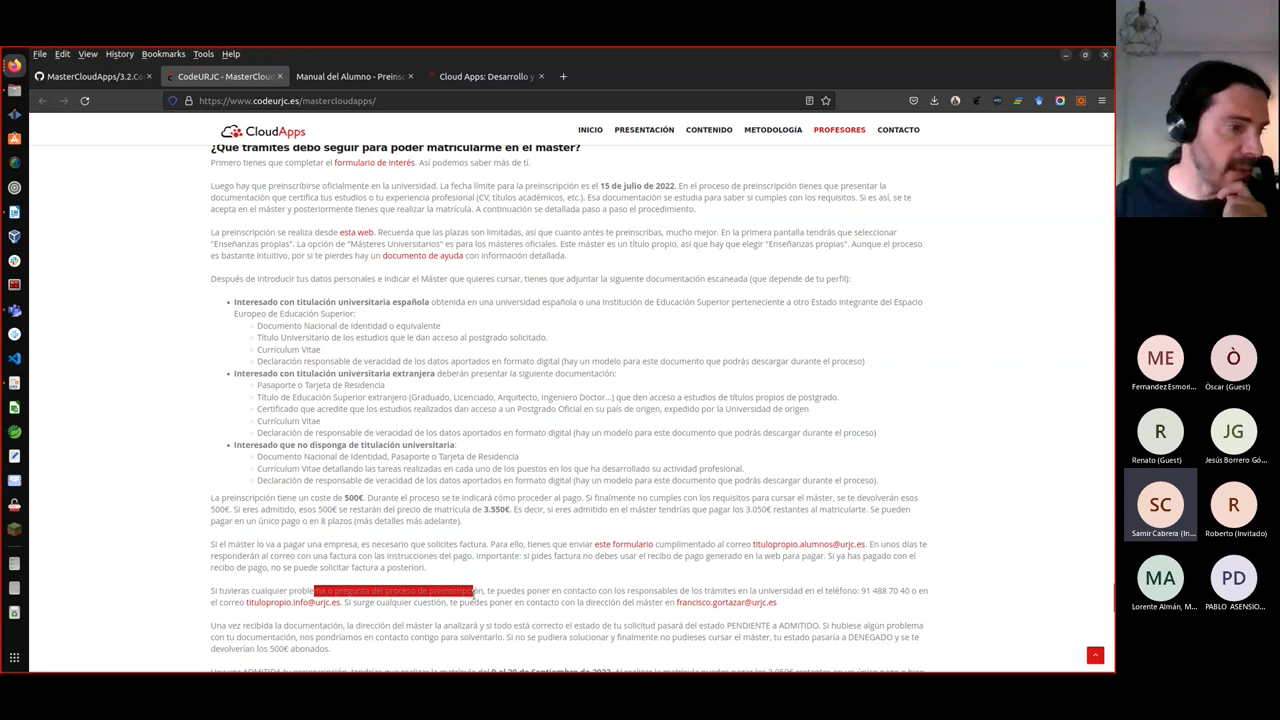 File Edit View History Bookmarks Tools Help
MasterCloudApps/3.2.Co
CodeURJC - MasterCloud
Manual del Alumno - Preins
Cloud Apps: Desarrollo y
https://www.codeurjc.es/mastercloudapps/
CloudApps
INICIO PRESENTACIÓN CONTENIDO METODOLOGÍA PROFESORES CONTACTO
¿Qué trámites debo seguir para poder matricularme en el máster?
Primero tienes que completar el formulario de interés. Así podemos saber más de tí.
Luego hay que preinscribirse oficialmente en la universidad. La fecha límite para la preinscripción es el 15 de julio de 2022. En el proceso de preinscripción tienes que presentar la
documentación que certifica tus estudios o tu experiencia profesional (CV, títulos académicos, etc.). Esa documentación se estudia para saber si cumples con los requisitos. Si es así, se te
acepta en el máster y posteriormente tienes que realizar la matrícula. A continuación se detallada paso a paso el procedimiento.
La preinscripción se realiza desde esta web. Recuerda que las plazas son limitadas, así que cuanto antes te preinscribas, mucho mejor. En la primera pantalla tendrás que seleccionar
"Enseñanzas propias". La opción de "Másteres Universitarios" es para los másteres oficiales. Este máster es un título propio, así que hay que elegir "Enseñanzas propias". Aunque el proceso
es bastante intuitivo, por si te pierdes hay un documento de ayuda con información detallada.
Después de introducir tus datos personales e indicar el Máster que quieres cursar, tienes que adjuntar la siguiente documentación escaneada (que depende de tu perfil):
Interesado con titulación universitaria española obtenida en una universidad española o una Institución de Educación Superior perteneciente a otro Estado integrante del Espacio
Europeo de Educación Superior:
Documento Nacional de Identidad o equivalente
Título Universitario de los estudios que le dan acceso al postgrado solicitado.
Currículum Vitae
Declaración responsable de veracidad de los datos aportados en formato digital (hay un modelo para este documento que podrás descargar durante el proceso)
Interesado con titulación universitaria extranjera deberán presentar la siguiente documentación:
Pasaporte o Tarjeta de Residencia
Título de Educación Superior extranjero (Graduado, Licenciado, Arquitecto, Ingeniero Doctor...) que den acceso a estudios de títulos propios de postgrado.
Certificado que acredite que los estudios realizados dan acceso a un Postgrado Oficial en su país de origen, expedido por la Universidad de origen
Currículum Vitae
Declaración de responsable de veracidad de los datos aportados en formato digital (hay un modelo para este documento que podrás descargar durante el proceso)
Interesado que no disponga de titulación universitaria:
Documento Nacional de Identidad, Pasaporte o Tarjeta de Residencia
Currículum Vitae detallando las tareas realizadas en cada uno de los puestos en los que ha desarrollado su actividad profesional.
Declaración de responsable de veracidad de los datos aportados en formato digital (hay un modelo para este documento que podrás descargar durante el proceso).
La preinscripción tiene un coste de 500€. Durante el proceso se te indicará cómo proceder al pago. Si finalmente no cumples con los requisitos para cursar el máster, se te devolverán esos
500€. Si eres admitido, esos 500€ se restarán del precio de matrícula de 3.550€. Es decir, si eres admitido en el máster tendrías que pagar los 3.050€ restantes al matricularte. Se pueden
pagar en un único pago o en 8 plazos (más detalles más adelante).
Si el máster lo va a pagar una empresa, es necesario que solicites factura. Para ello, tienes que enviar este formulario cumplimentado al correo titulopropio.alumnos@urjc.es. En unos días te
responderán al correo con una factura con las instrucciones del pago. Importante: si pides factura no debes usar el recibo de pago generado en la web para pagar. Si ya has pagado con el
recibo de pago, no se puede solicitar factura a posteriori.
Si tuvieras cualquier problema o pregunta del proceso de preinscripción, te puedes poner en contacto con los responsables de los trámites en la universidad en el teléfono: 91 488 70 40 o en
el correo titulopropio.info@urjc.es. Si surge cualquier cuestión, te puedes poner en contacto con la dirección del máster en francisco.gortazar@urjc.es
Una vez recibida la documentación, la dirección del máster la analizará y si todo está correcto el estado de tu solicitud pasará del estado PENDIENTE a ADMITIDO. Si hubiese algún problema
con tu documentación, nos pondríamos en contacto contigo para solventarlo. Si no se pudiera solucionar y finalmente no pudieses cursar el máster, tu estado pasaría a DENEGADO y se te
devolverían los 500€ abonados.
ME
Fernandez Esmorí...
Ò
Òscar (Guest)
R
Renato (Guest)
JG
Jesús Borrero Gó...
SC
Samir Cabrera (In...
R
Roberto (Invitado)
MA
Lorente Almán, M...
PD
PABLO ASENSIO...